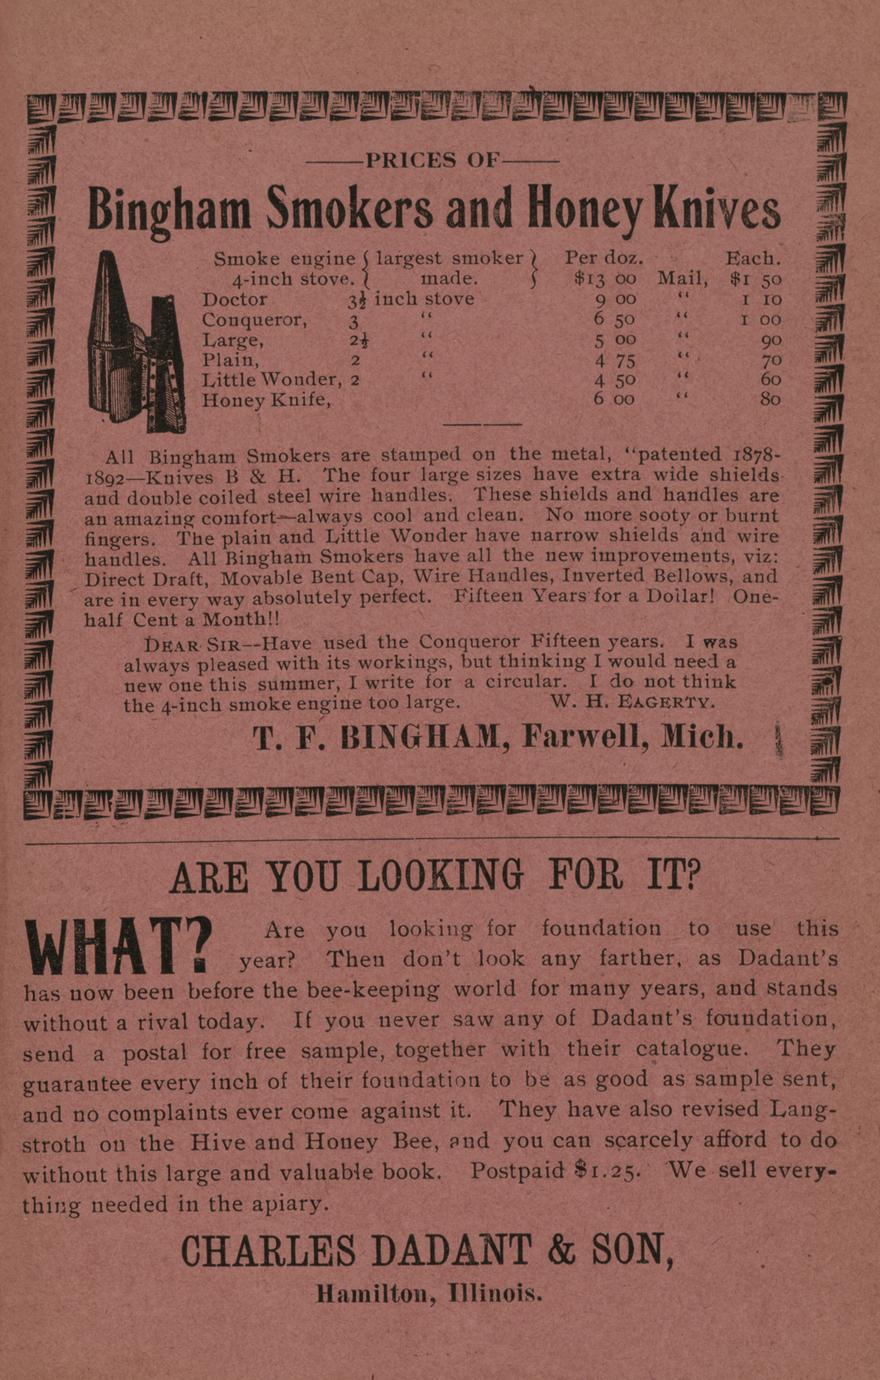 PRICES OF
Bingham Smokers and Honey Knives
Smoke engine { largest smoker } Per doz. Each.
4-inch stove. { made. } $13 00 Mail, $1 50
Doctor 3½ inch stove 9 00 “ 1 10
Conqueror, 3 “ 6 50 “ 1 00
Large, 2½ “ 5 00 “ 90
Plain, 2 “ 4 75 “ 70
Little Wonder, 2 “ 4 50 “ 60
Honey Knife, 6 00 “ 80
All Bingham Smokers are stamped on the metal, “patented 1878-
1892—Knives B & H. The four large sizes have extra wide shields
and double coiled steel wire handles. These shields and handles are
an amazing comfort—always cool and clean. No more sooty or burnt
fingers. The plain and Little Wonder have narrow shields and wire
handles. All Bingham Smokers have all the new improvements, viz:
Direct Draft, Movable Bent Cap, Wire Handles, Inverted Bellows, and
are in every way absolutely perfect. Fifteen Years for a Dollar! One-
half Cent a Month!!
DEAR SIR--Have used the Conqueror Fifteen years. I was
always pleased with its workings, but thinking I would need a
new one this summer, I write for a circular. I do not think
the 4-inch smoke engine too large. W. H. EAGERTY.
T. F. BINGHAM, Farwell, Mich.
ARE YOU LOOKING FOR IT?
WHAT? Are you looking for foundation to use this
year? Then don't look any farther, as Dadant's
has now been before the bee-keeping world for many years, and stands
without a rival today. If you never saw any of Dadant's foundation,
send a postal for free sample, together with their catalogue. They
guarantee every inch of their foundation to be as good as sample sent,
and no complaints ever come against it. They have also revised Lang-
stroth on the Hive and Honey Bee, and you can scarcely afford to do
without this large and valuable book. Postpaid $1.25. We sell every-
thing needed in the apiary.
CHARLES DADANT & SON,
Hamilton, Illinois.